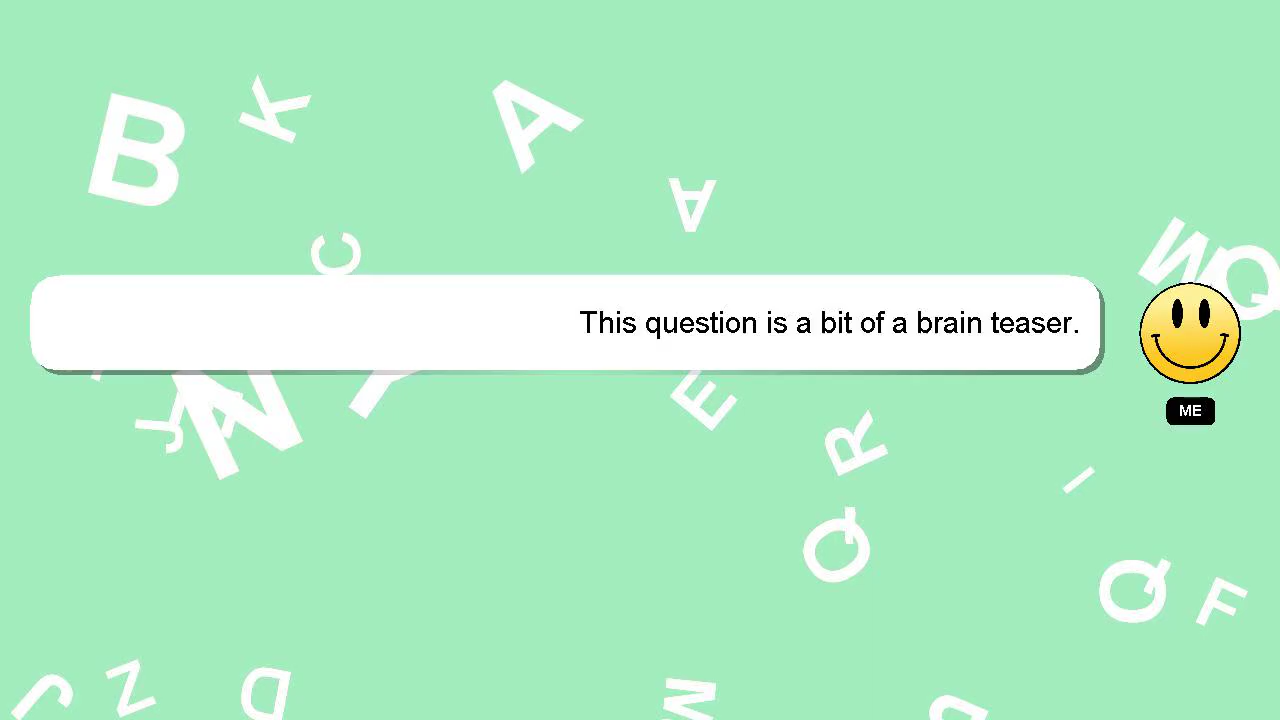 B
K
A
A
C
M
Q
This question is a bit of a brain teaser.
ME
J
A
N
Y
E
R
I
Q
Q
F
J
Z
D
M